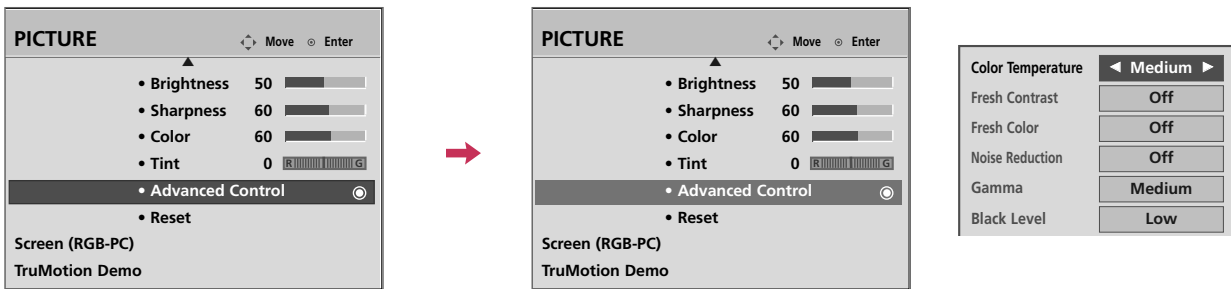 PICTURE Move Enter
• Brightness 50
• Sharpness 60
• Color 60
• Tint 0 R G
• Advanced Control
• Reset
Screen (RGB-PC)
TruMotion Demo
PICTURE Move Enter
• Brightness 50
• Sharpness 60
• Color 60
• Tint 0 R G
• Advanced Control
• Reset
Screen (RGB-PC)
TruMotion Demo
Color Temperature ◄ Medium ►
Fresh Contrast Off
Fresh Color Off
Noise Reduction Off
Gamma Medium
Black Level Low